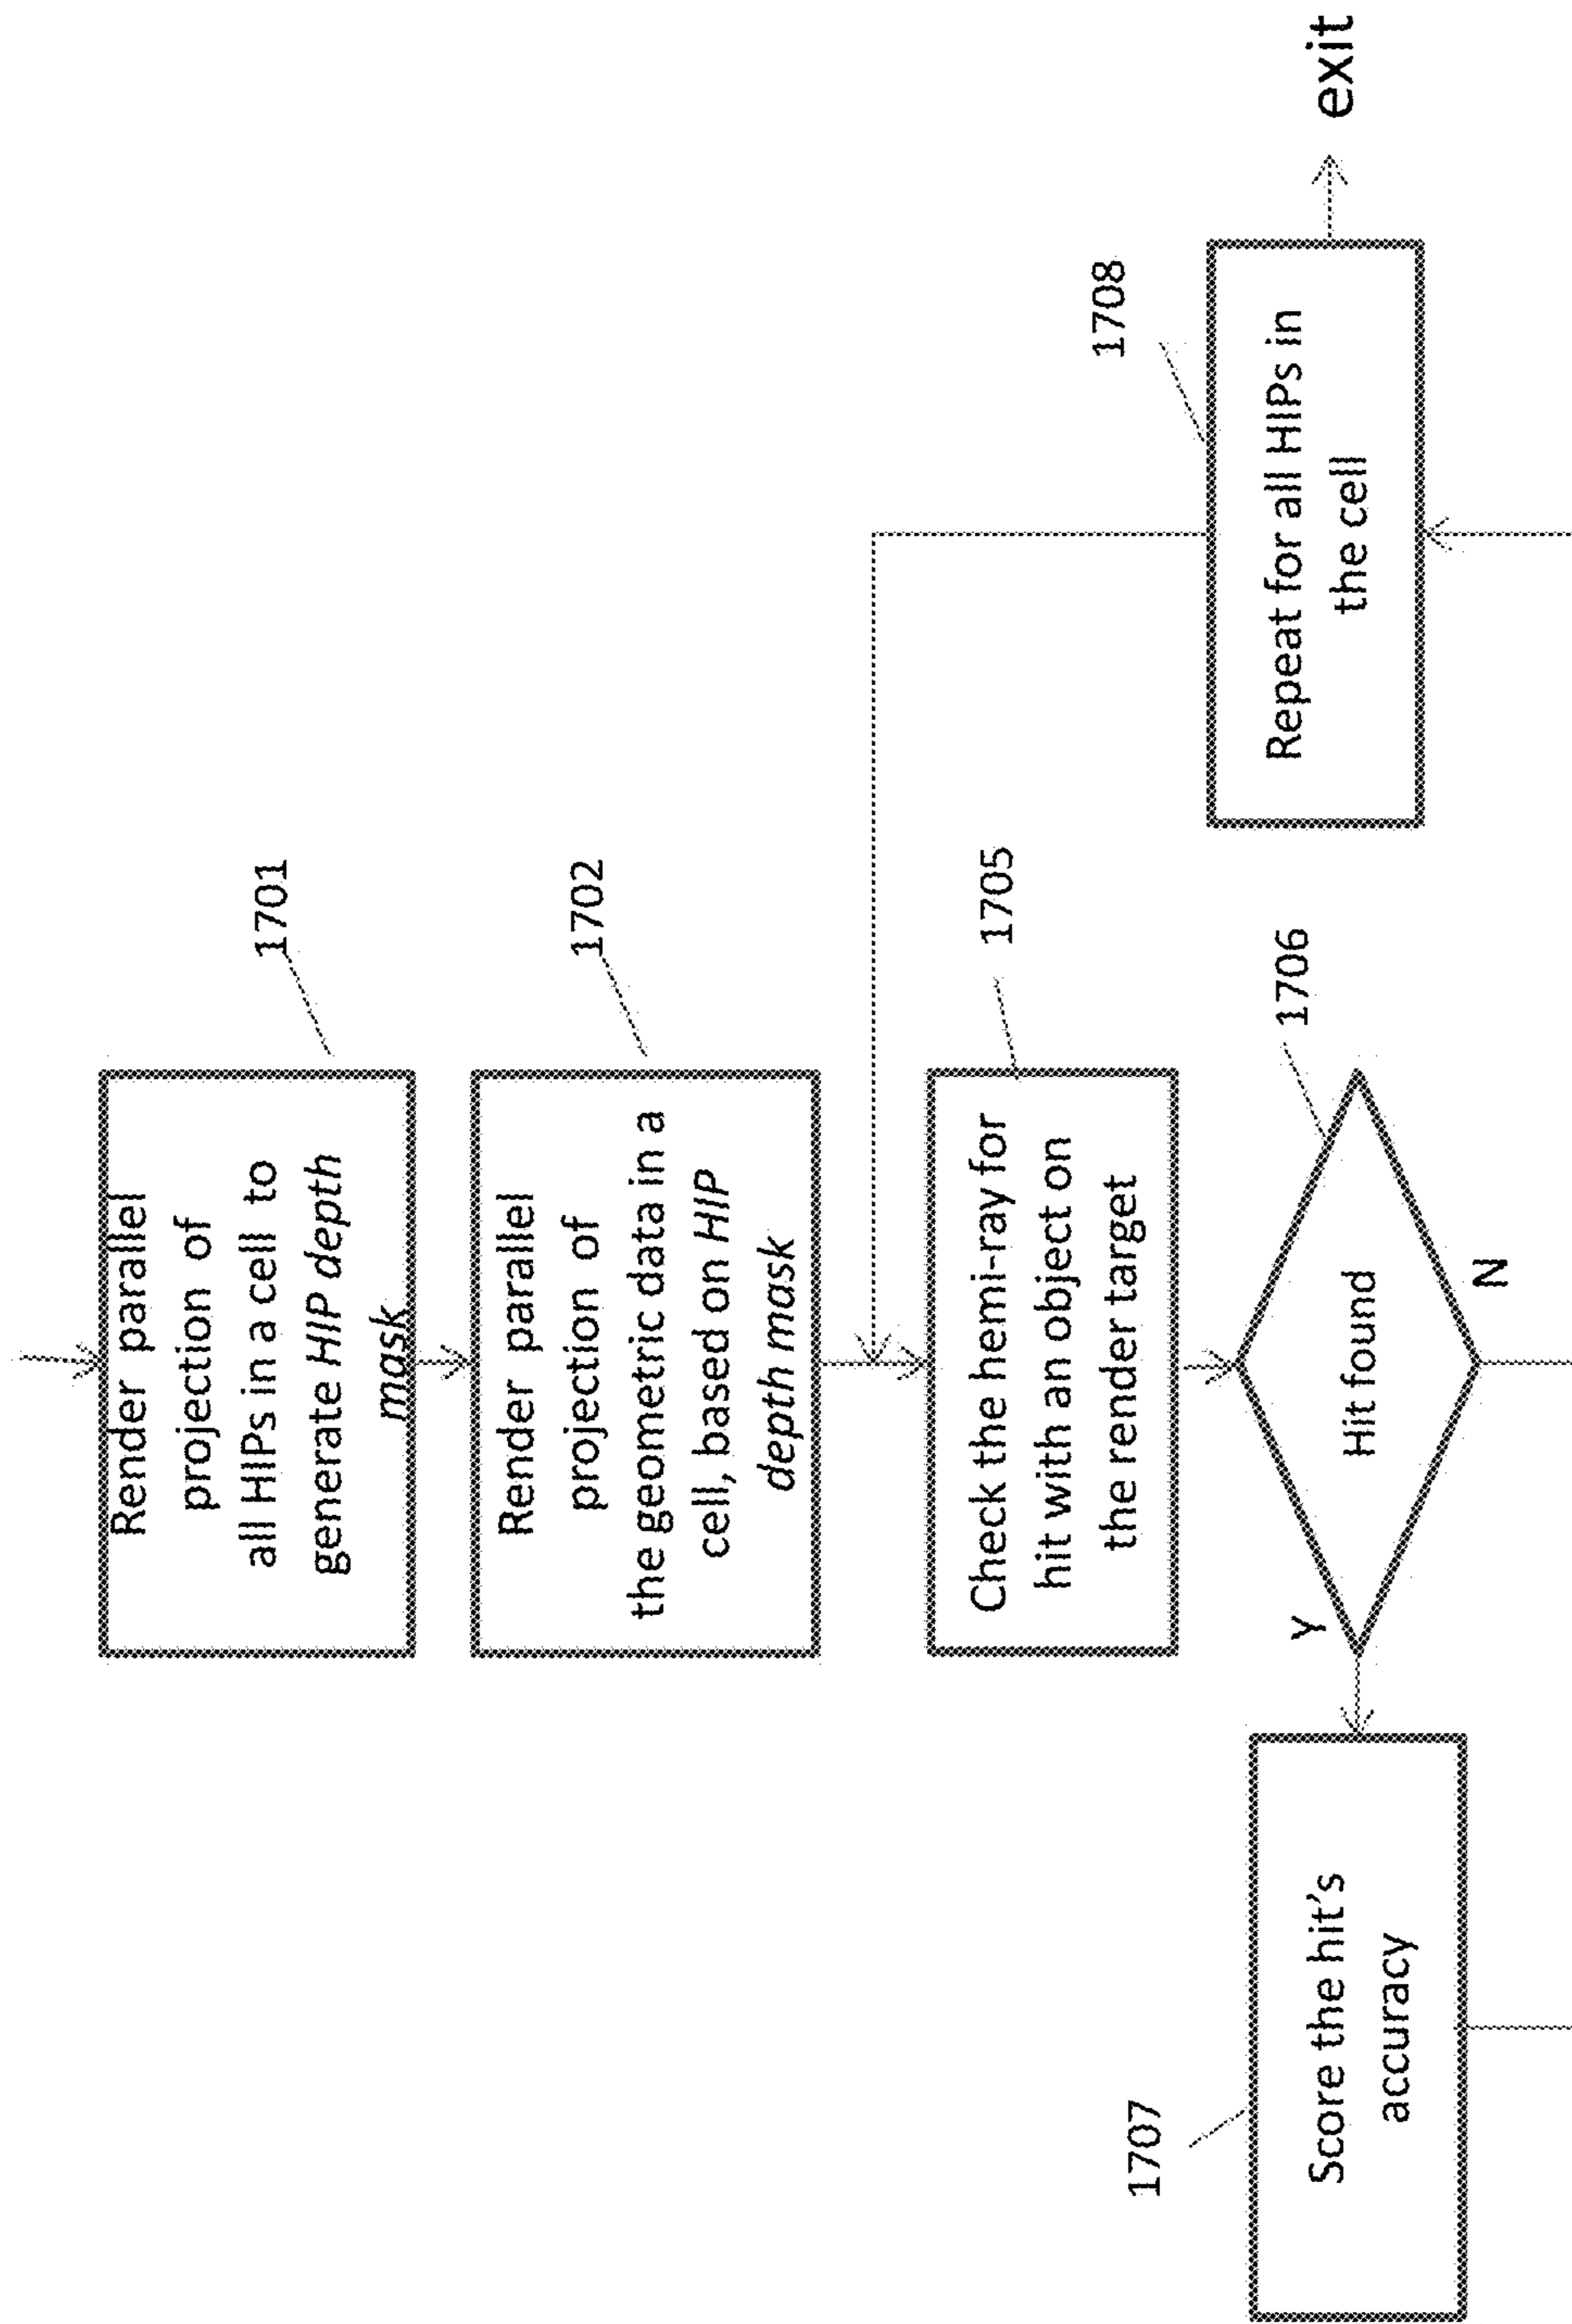 Render parallel
projection of
all HIPs in a cell to
generate HIP depth
mask
1701
Render parallel
projection of
the geometric data in a
cell, based on HIP
depth mask
1702
Check the hemi-ray for
hit with an object on
the render target
1705
Hit found
1706
Y
N
Score the hit's
accuracy
1707
Repeat for all HIPs in
the cell
1708
exit